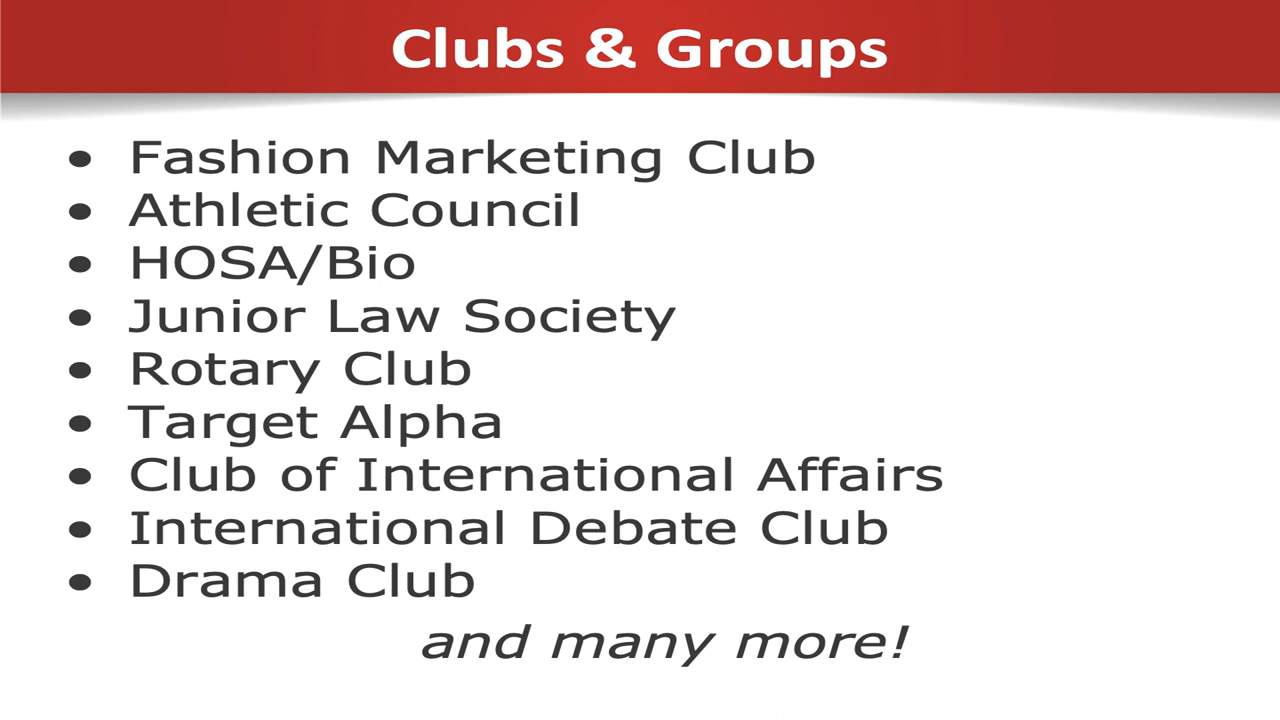 Clubs & Groups
• Fashion Marketing Club
• Athletic Council
• HOSA/Bio
• Junior Law Society
• Rotary Club
• Target Alpha
• Club of International Affairs
• International Debate Club
• Drama Club
and many more!